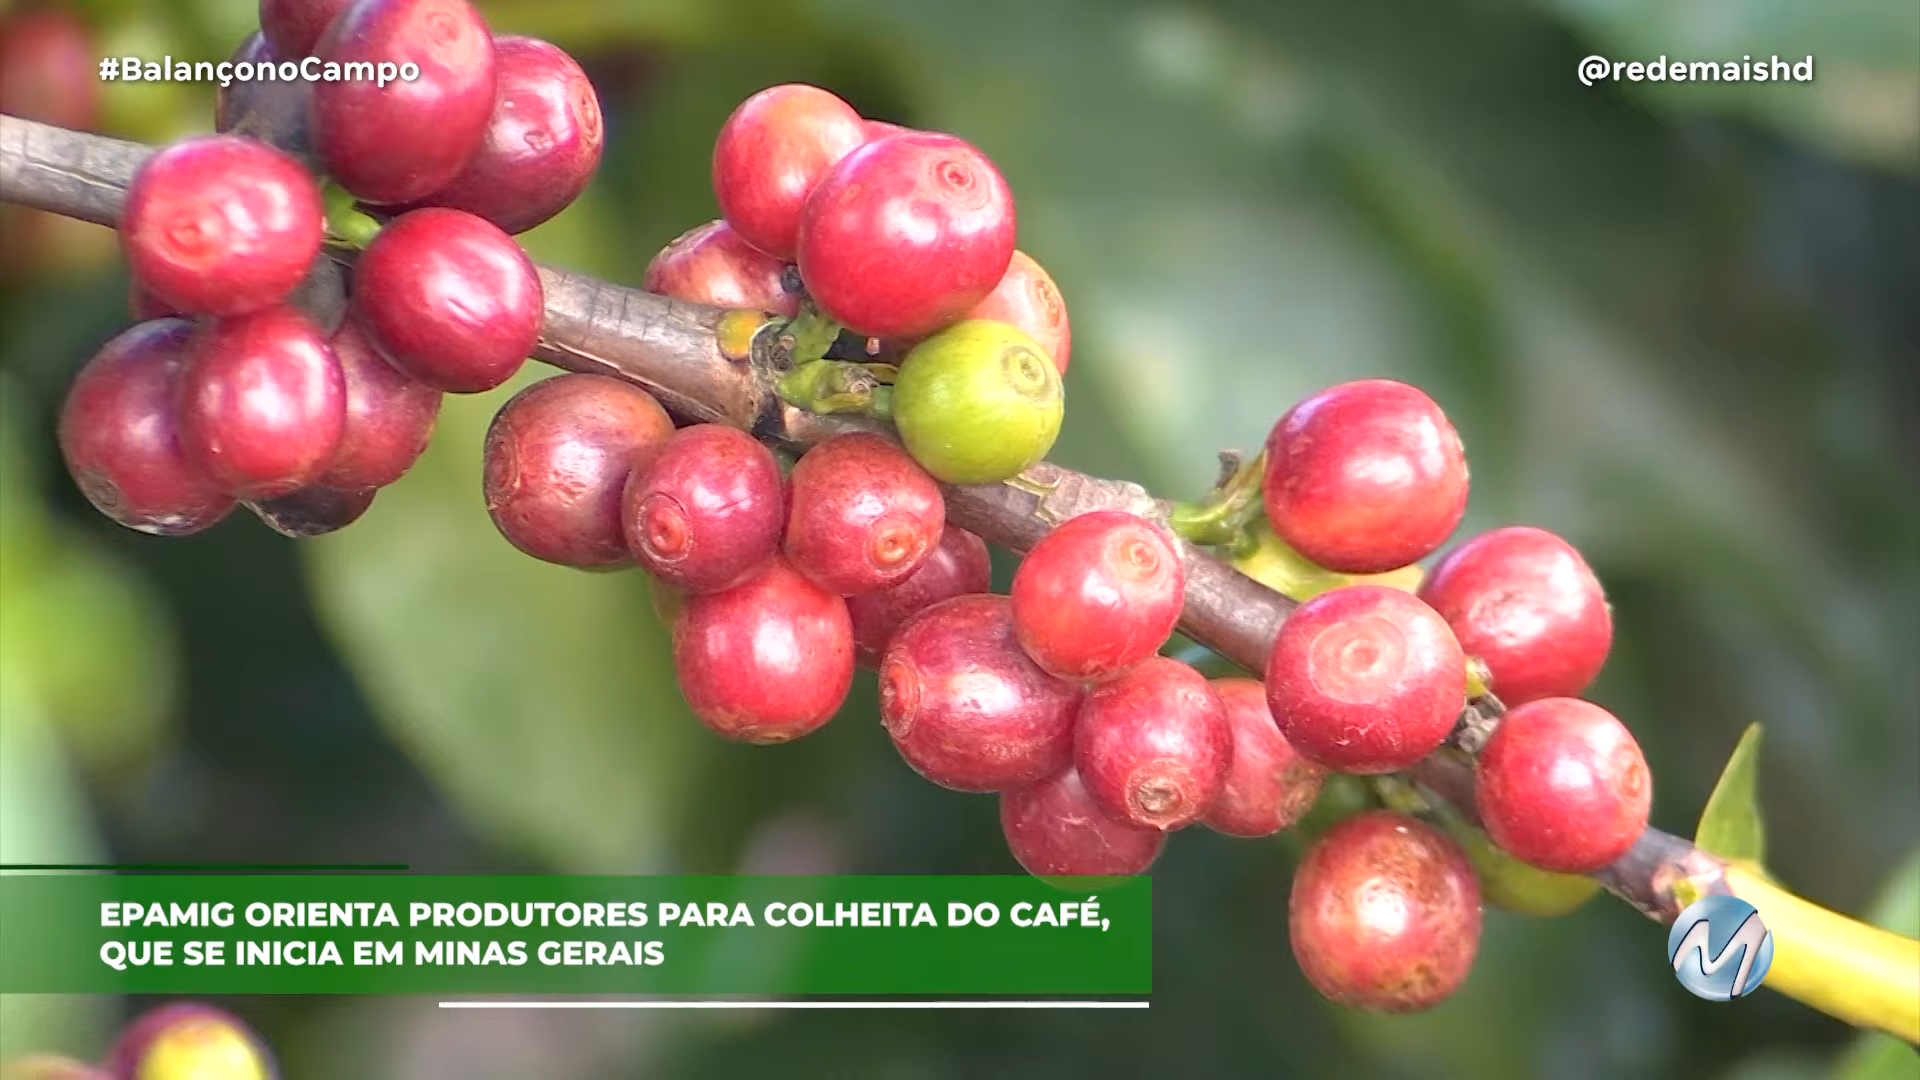 #BalançonoCampo
@redemaishd
EPAMIG ORIENTA PRODUTORES PARA COLHEITA DO CAFÉ,
QUE SE INICIA EM MINAS GERAIS
M